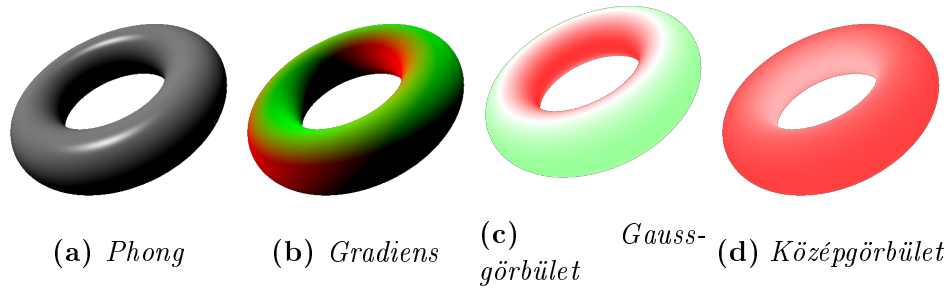 (a) Phong
(b) Gradiens
(c) Gauss-
görbület
(d) Középgörbület